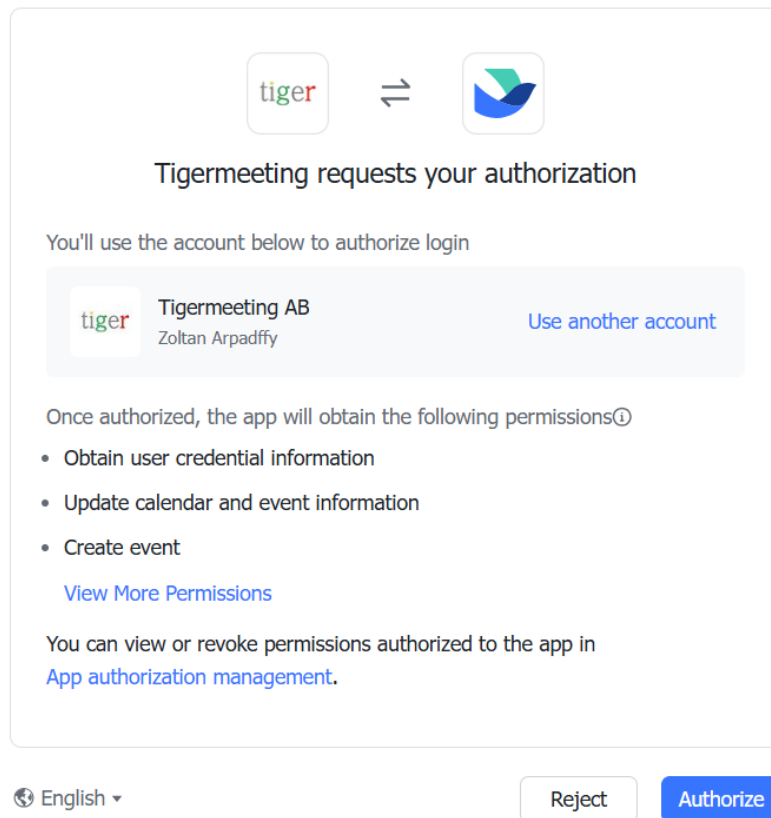 tiger
Tigermeeting requests your authorization
You'll use the account below to authorize login
tiger
Tigermeeting AB
Zoltan Arpadffy
Use another account
Once authorized, the app will obtain the following permissions
• Obtain user credential information
• Update calendar and event information
• Create event
View More Permissions
You can view or revoke permissions authorized to the app in
App authorization management.
English
Reject
Authorize